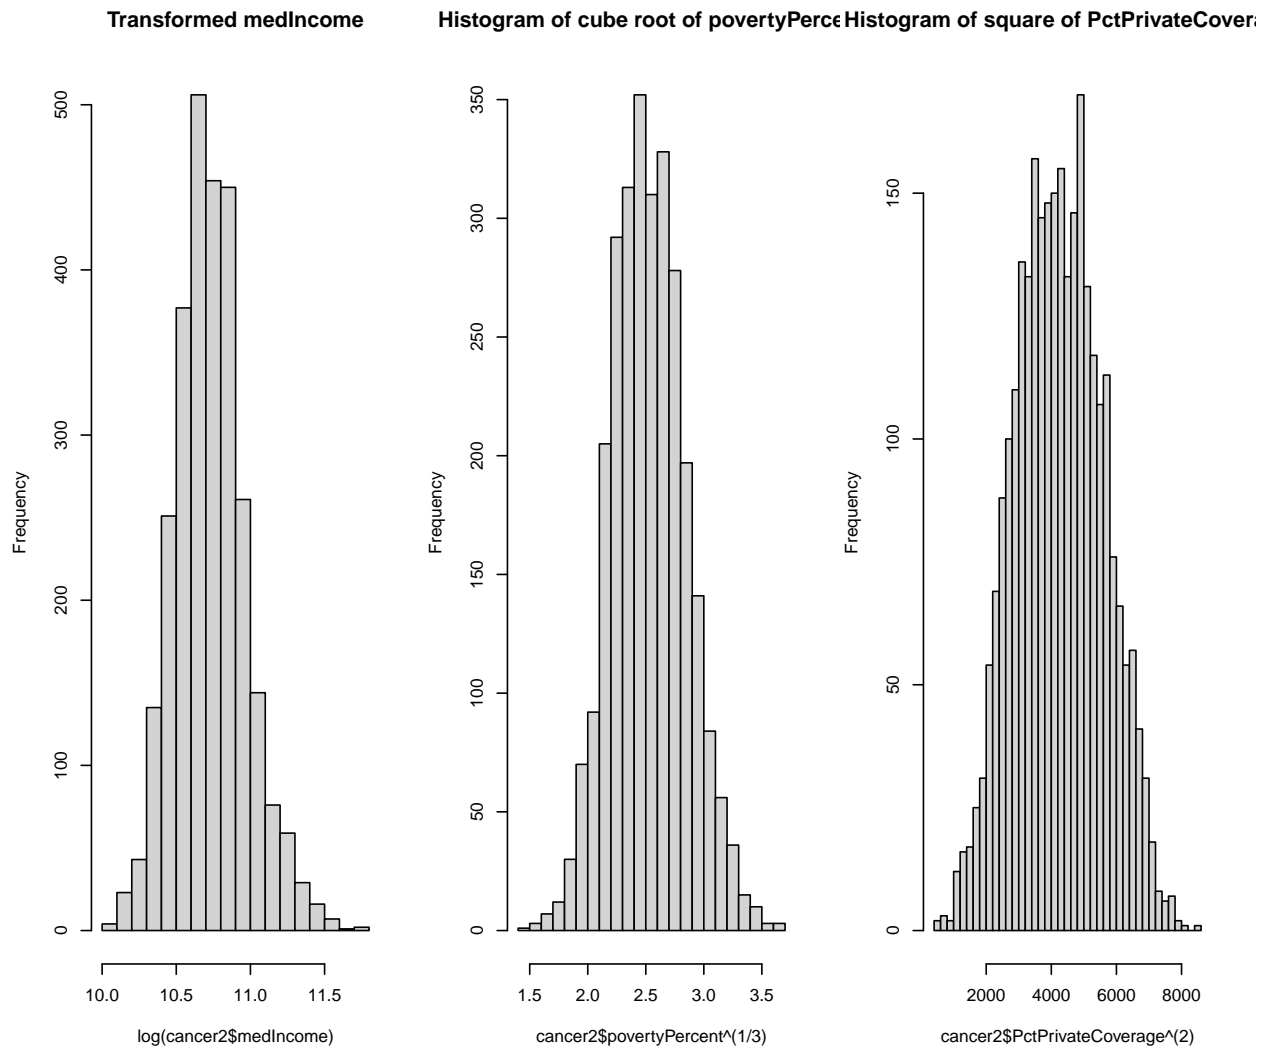 Transformed medIncome
Frequency
0
100
200
300
400
500
10.0 10.5 11.0 11.5
log(cancer2$medIncome)
Histogram of cube root of povertyPerce
Frequency
0
50
100
150
200
250
300
350
1.5 2.0 2.5 3.0 3.5
cancer2$povertyPercent^(1/3)
Histogram of square of PctPrivateCovera
Frequency
0
50
100
150
2000 4000 6000 8000
cancer2$PctPrivateCoverage^(2)